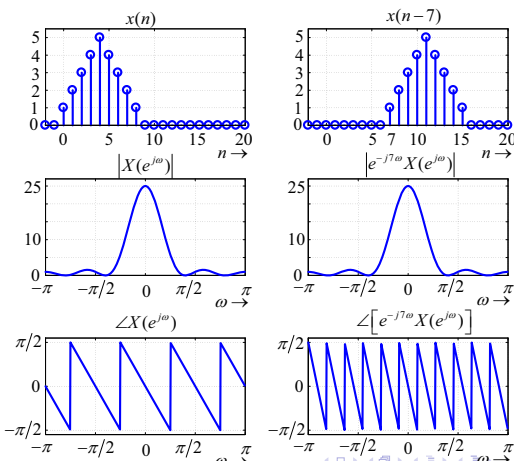 x(n)
x(n−7)
5
4
3
2
1
0
0
5
10
15
20
n→
5
4
3
2
1
0
0
5
7
10
15
20
n→
|X(e^{jω})|
|e^{−j7ω}X(e^{jω})|
25
10
0
−π
−π/2
0
π/2
π
ω→
25
10
0
−π
−π/2
0
π/2
π
ω→
∠X(e^{jω})
∠[e^{−j7ω}X(e^{jω})]
π/2
0
−π/2
−π
−π/2
0
π/2
π
ω→
π/2
0
−π/2
−π
−π/2
0
π/2
π
ω→